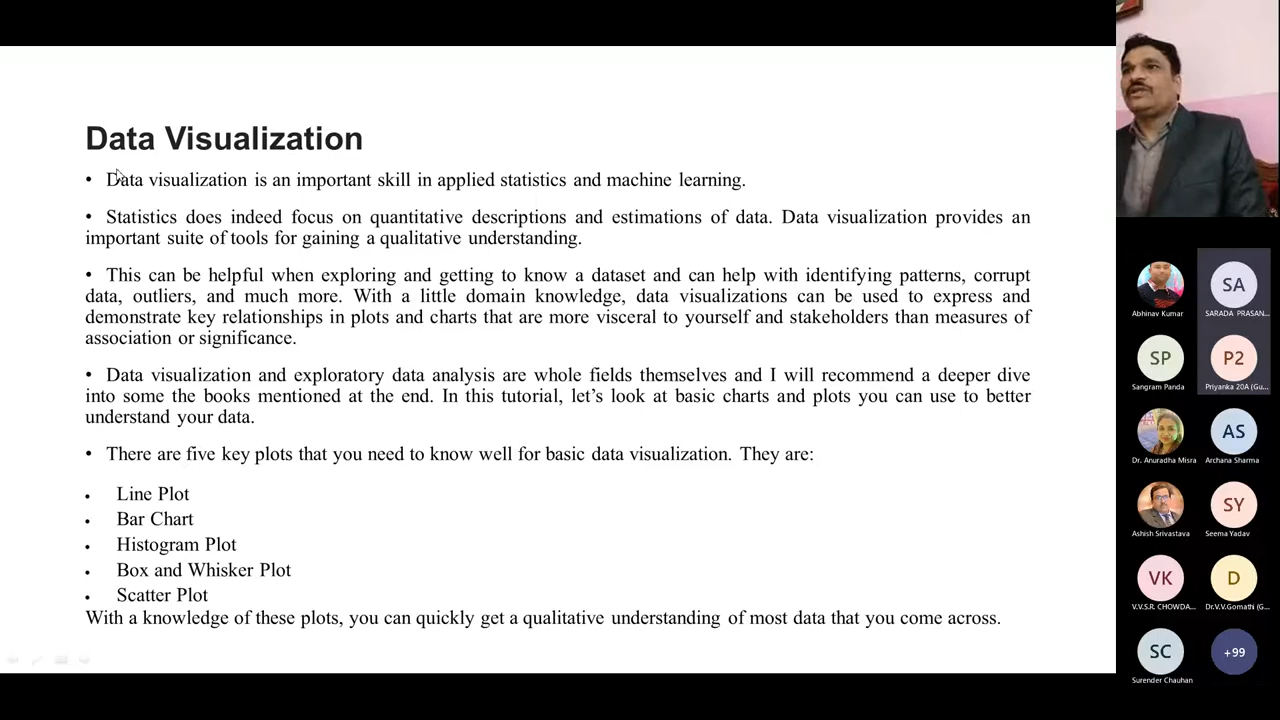 Data Visualization
• Data visualization is an important skill in applied statistics and machine learning.
• Statistics does indeed focus on quantitative descriptions and estimations of data. Data visualization provides an
important suite of tools for gaining a qualitative understanding.
• This can be helpful when exploring and getting to know a dataset and can help with identifying patterns, corrupt
data, outliers, and much more. With a little domain knowledge, data visualizations can be used to express and
demonstrate key relationships in plots and charts that are more visceral to yourself and stakeholders than measures of
association or significance.
• Data visualization and exploratory data analysis are whole fields themselves and I will recommend a deeper dive
into some the books mentioned at the end. In this tutorial, let’s look at basic charts and plots you can use to better
understand your data.
• There are five key plots that you need to know well for basic data visualization. They are:
• Line Plot
• Bar Chart
• Histogram Plot
• Box and Whisker Plot
• Scatter Plot
With a knowledge of these plots, you can quickly get a qualitative understanding of most data that you come across.
SA
Abhinav Kumar
SARADA PRASAN...
SP
P2
Sangram Panda
Priyanka 20A (Gu...
AS
Dr. Anuradha Misra
Archana Sharma
SY
Ashish Srivastava
Seema Yadav
VK
D
V.V.S.R. CHOWDA...
Dr.V.V.Gomathi (G...
SC
+99
Surender Chauhan